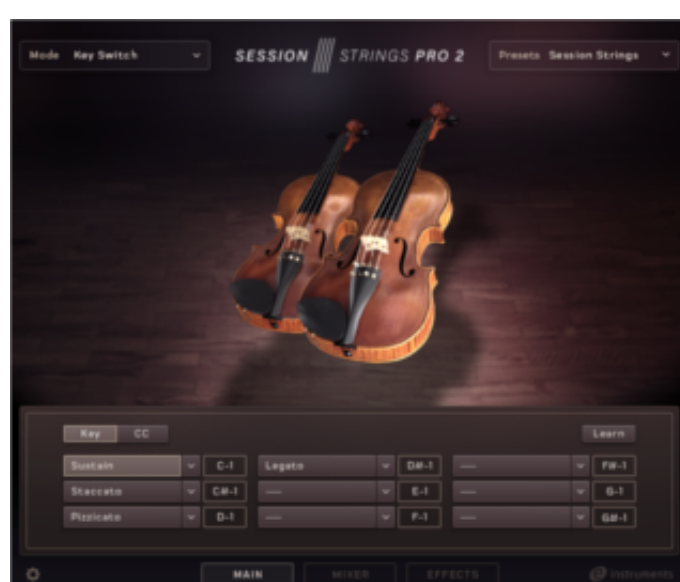 Mode Key Switch
SESSION STRINGS PRO 2
Presets Session Strings
Key CC Learn
Sustain C-1 Legato D#-1 — F#-1
Staccato C#-1 — E-1 — G-1
Pizzicato D-1 — F-1 — G#-1
MAIN MIXER EFFECTS e instruments